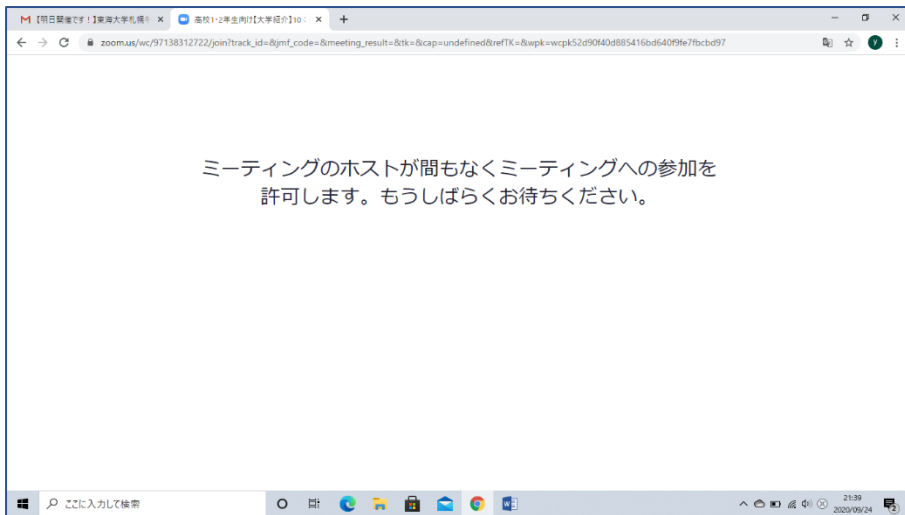 【明日開催です！】東海大学札幌キ
高校1・2年生向け【大学紹介】10：
zoom.us/wc/97138312722/join?track_id=&jmf_code=&meeting_result=&tk=&cap=undefined&refTK=&wpk=wcpk52d90f40d885416bd640f9fe7fbcbd97
ミーティングのホストが間もなくミーティングへの参加を
許可します。もうしばらくお待ちください。
ここに入力して検索
21:39
2020/09/24